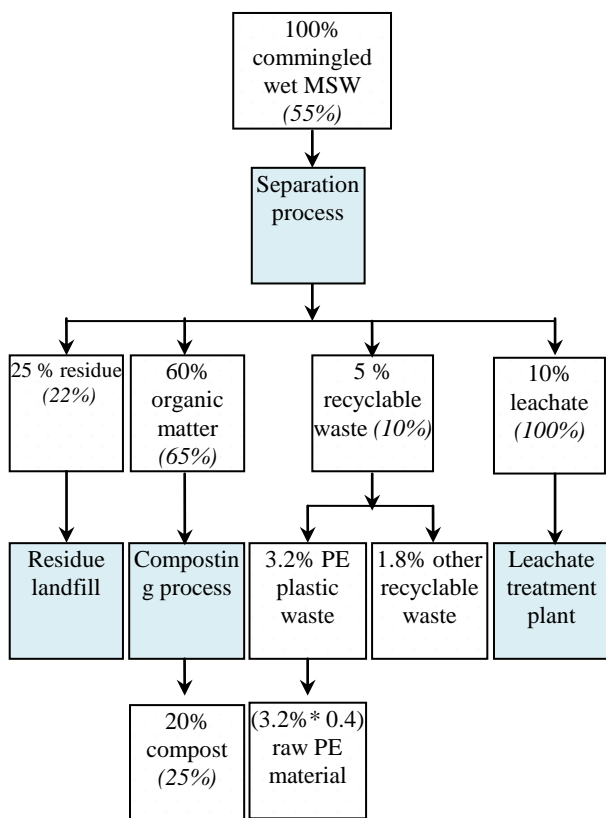 100%
commingled
wet MSW
(55%)
Separation
process
25 % residue
(22%)
60%
organic
matter
(65%)
5 %
recyclable
waste (10%)
10%
leachate
(100%)
Residue
landfill
Compostin
g process
3.2% PE
plastic
waste
1.8% other
recyclable
waste
Leachate
treatment
plant
20%
compost
(25%)
(3.2%* 0.4)
raw PE
material